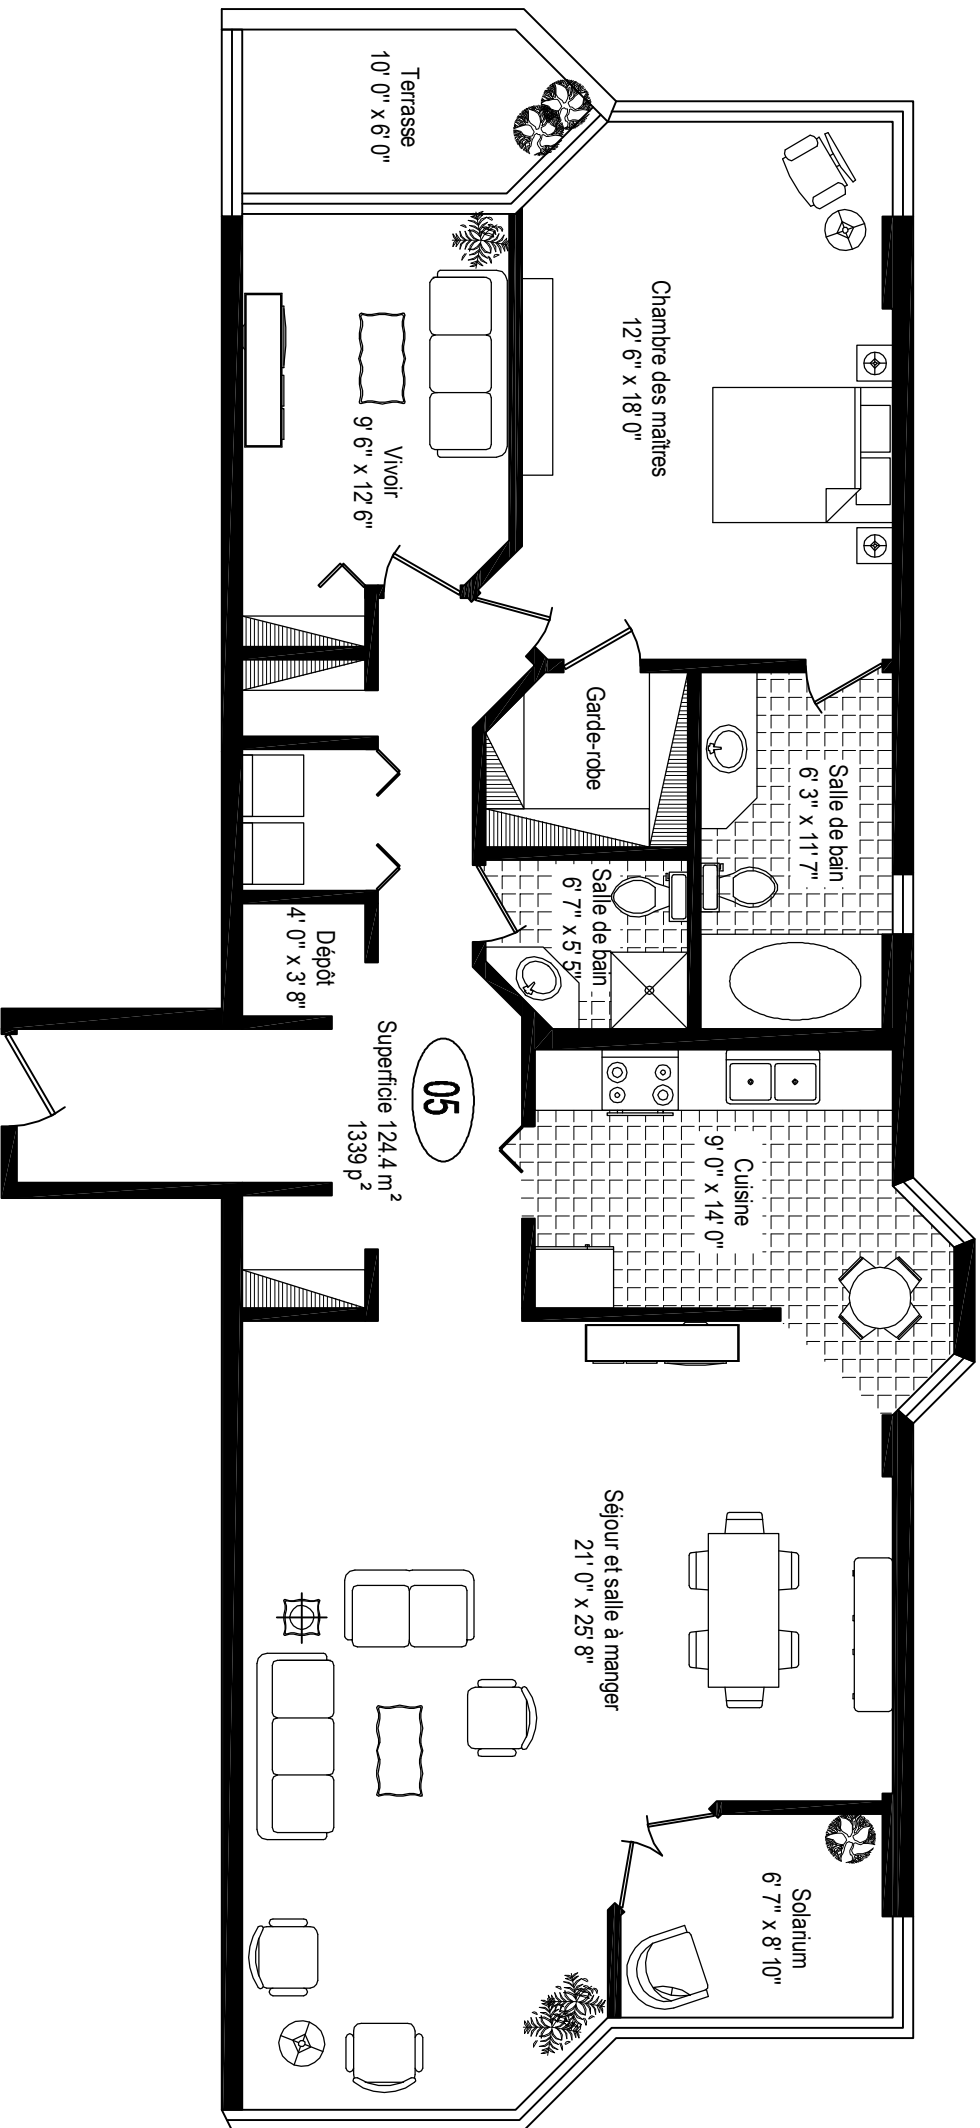 Terrasse
10' 0" x 6' 0"
Chambre des maîtres
12' 6" x 18' 0"
Vivoir
9' 6" x 12' 6"
Garde-robe
Salle de bain
6' 3" x 11' 7"
Salle de bain
6' 7" x 5' 5"
Dépôt
4' 0" x 3' 8"
05
Superficie 124.4 m²
1339 p²
Cuisine
9' 0" x 14' 0"
Séjour et salle à manger
21' 0" x 25' 8"
Solarium
6' 7" x 8' 10"